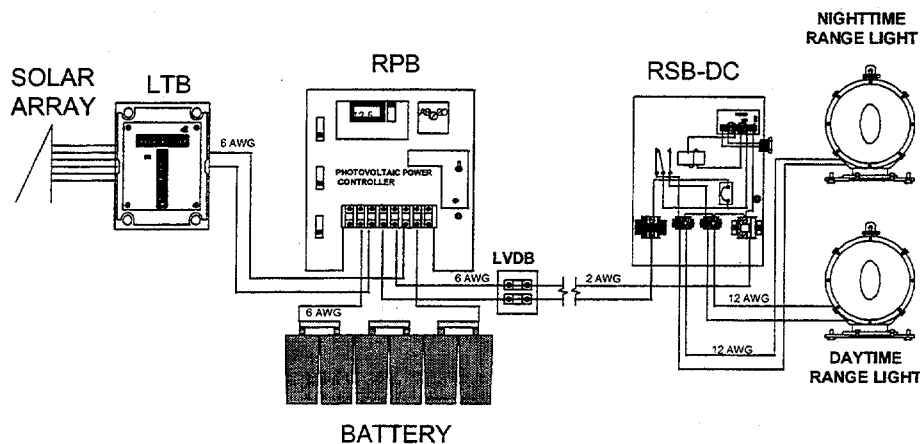 NIGHTTIME
RANGE LIGHT
SOLAR
ARRAY
LTB
RPB
RSB-DC
6 AWG
PHOTOVOLTAIC POWER
CONTROLLER
LVDB
6 AWG
2 AWG
6 AWG
12 AWG
12 AWG
DAYTIME
RANGE LIGHT
BATTERY